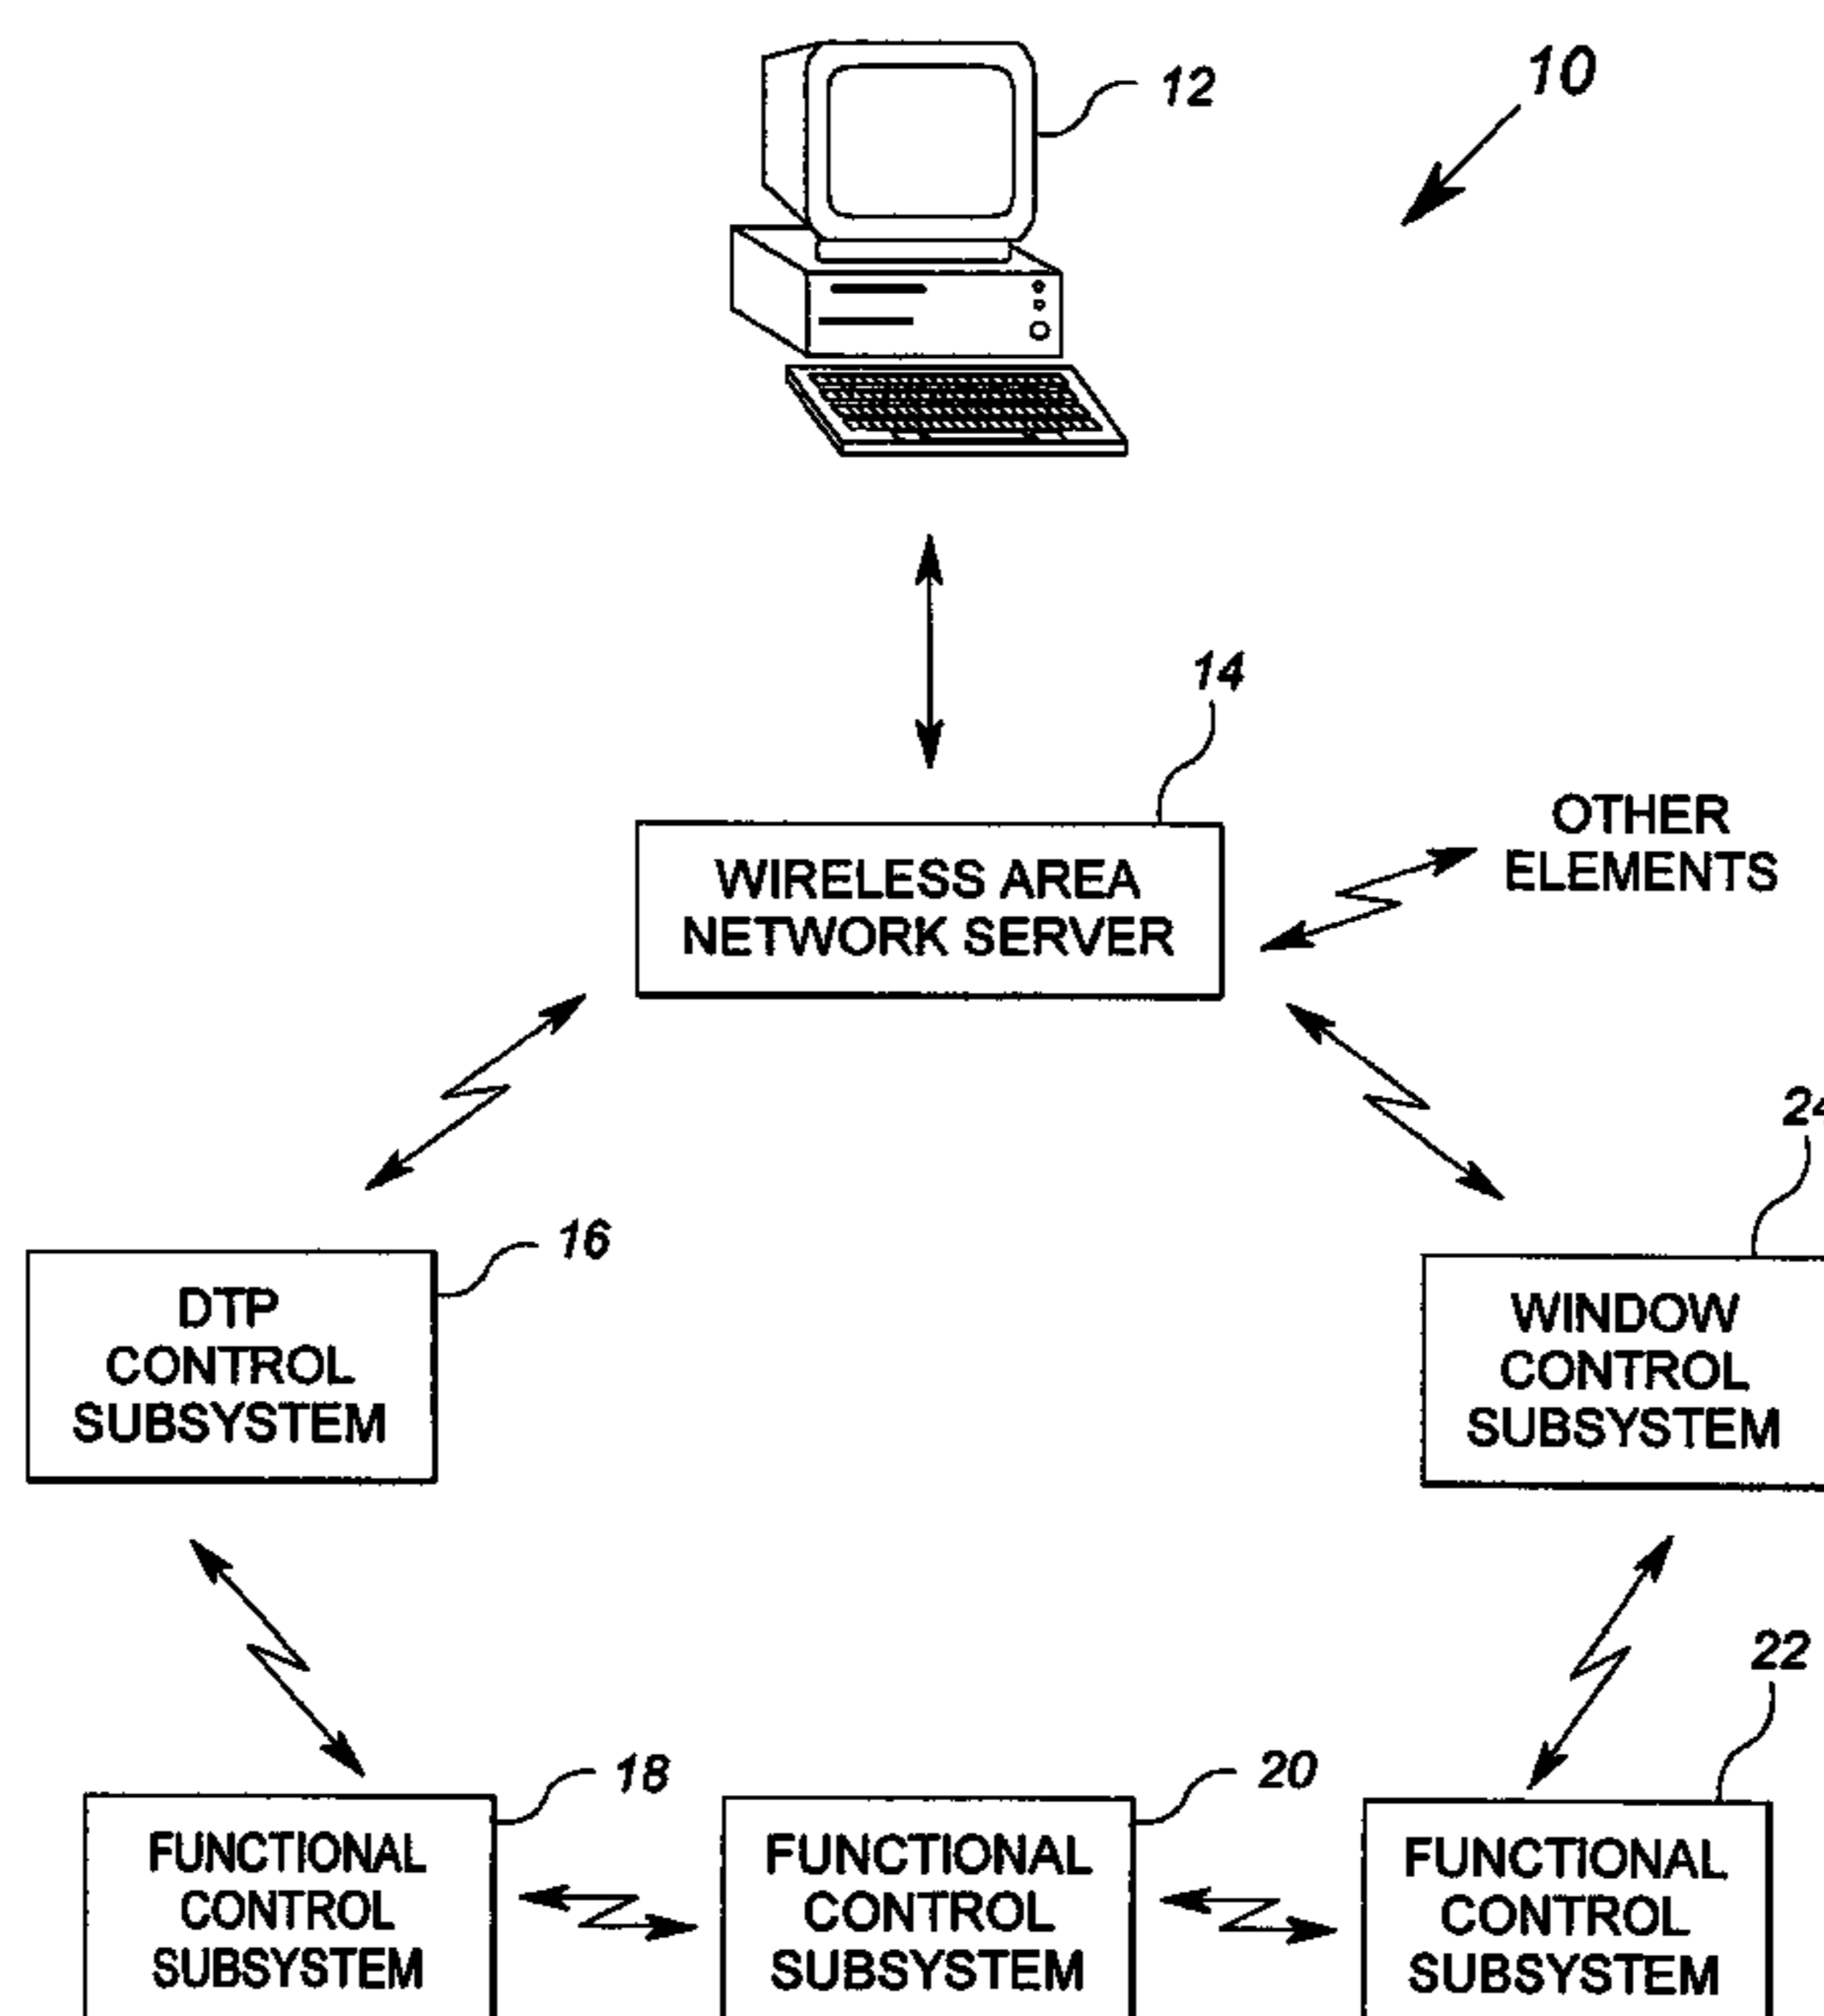 12
10
14
OTHER
ELEMENTS
WIRELESS AREA
NETWORK SERVER
24
16
DTP
CONTROL
SUBSYSTEM
WINDOW
CONTROL
SUBSYSTEM
22
18
20
FUNCTIONAL
CONTROL
SUBSYSTEM
FUNCTIONAL
CONTROL
SUBSYSTEM
FUNCTIONAL
CONTROL
SUBSYSTEM